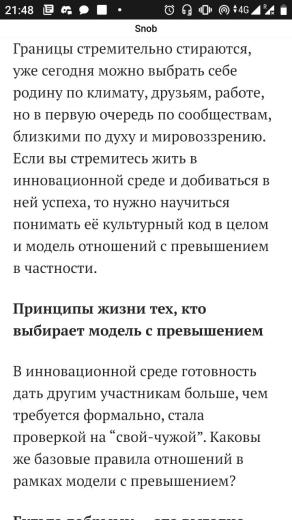 21:48
4G
Snob
Границы стремительно стираются,
уже сегодня можно выбрать себе
родину по климату, друзьям, работе,
но в первую очередь по сообществам,
близкими по духу и мировоззрению.
Если вы стремитесь жить в
инновационной среде и добиваться в
ней успеха, то нужно научиться
понимать её культурный код в целом
и модель отношений с превышением
в частности.
Принципы жизни тех, кто
выбирает модель с превышением
В инновационной среде готовность
дать другим участникам больше, чем
требуется формально, стала
проверкой на “свой-чужой”. Каковы
же базовые правила отношений в
рамках модели с превышением?